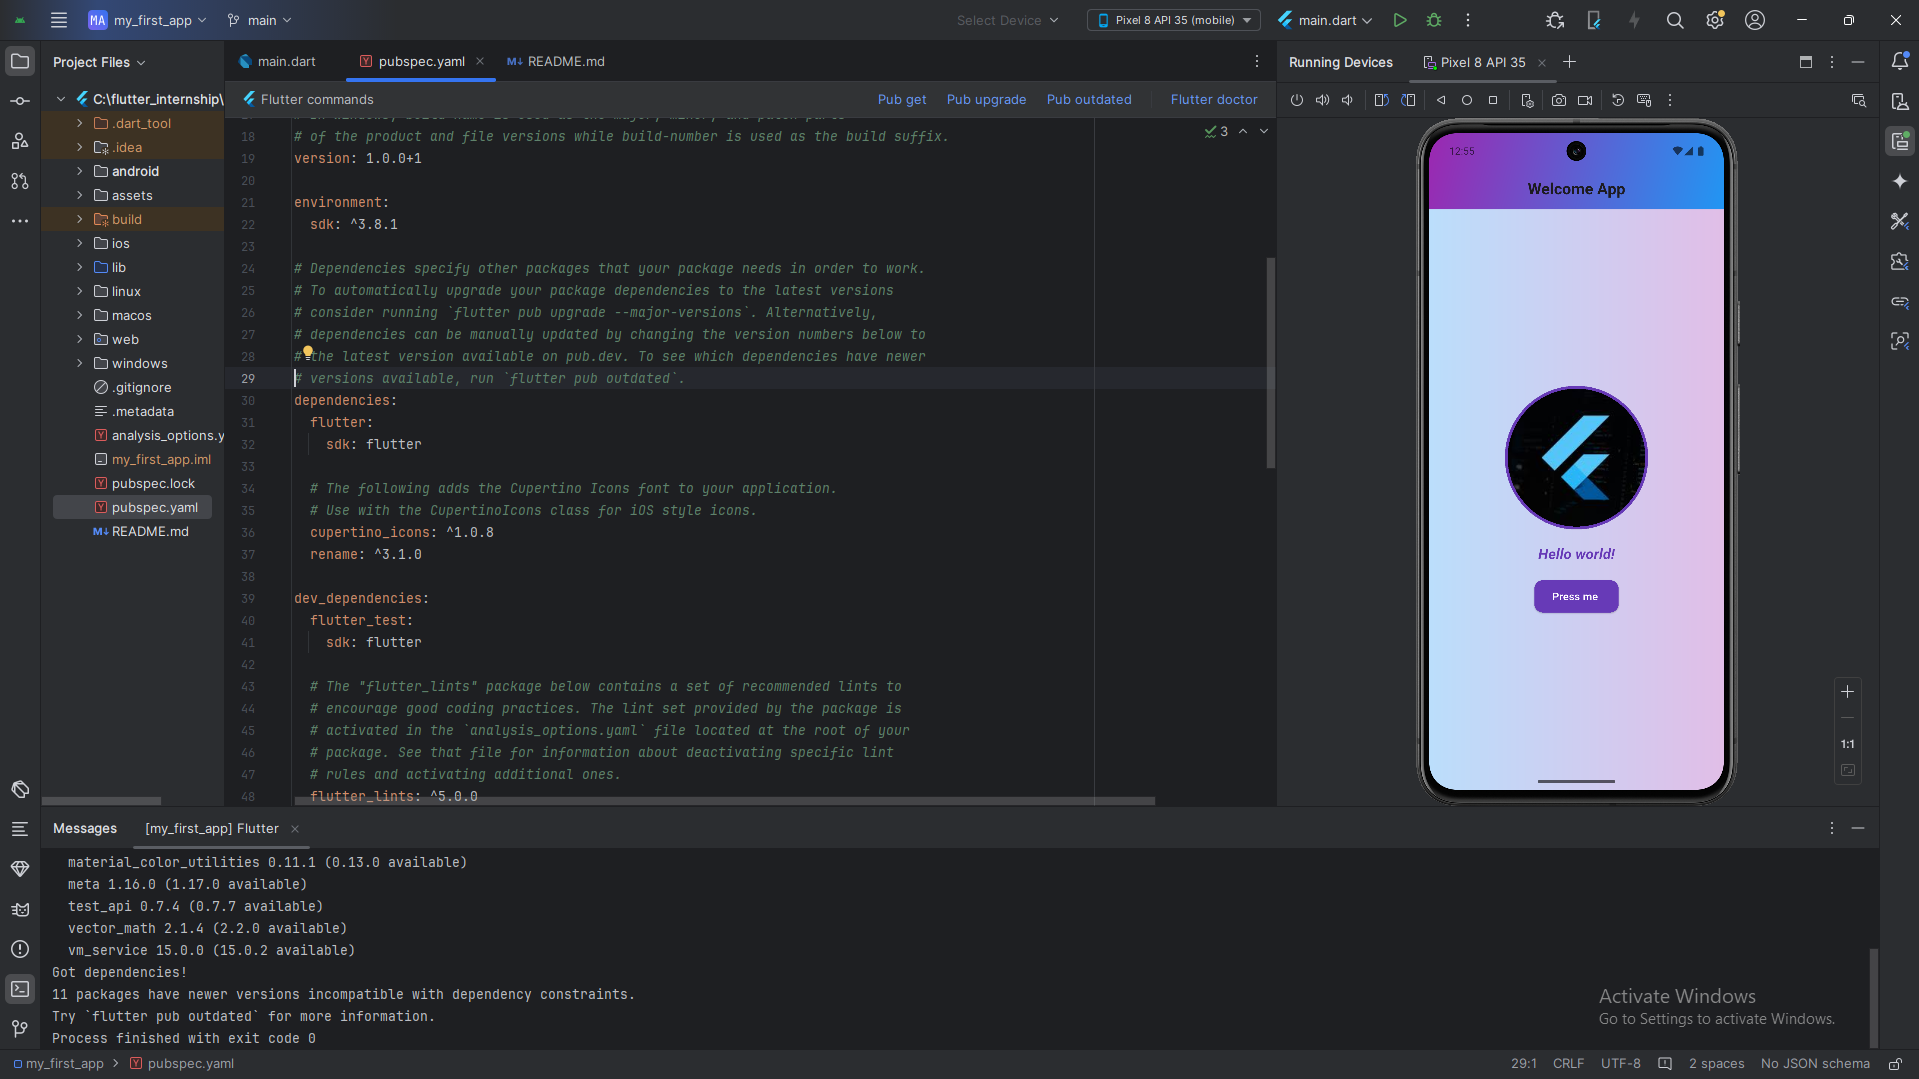 MA my_first_app main Select Device Pixel 8 API 35 (mobile) main.dart
Project Files
main.dart pubspec.yaml README.md
Running Devices Pixel 8 API 35
C:\flutter_internship\
Flutter commands Pub get Pub upgrade Pub outdated Flutter doctor
.dart_tool
.idea
android
assets
build
ios
lib
linux
macos
web
windows
.gitignore
.metadata
analysis_options.y
my_first_app.iml
pubspec.lock
pubspec.yaml
README.md
3
18 # of the product and file versions while build-number is used as the build suffix.
19 version: 1.0.0+1
20
21 environment:
22 sdk: ^3.8.1
23
24 # Dependencies specify other packages that your package needs in order to work.
25 # To automatically upgrade your package dependencies to the latest versions
26 # consider running `flutter pub upgrade --major-versions`. Alternatively,
27 # dependencies can be manually updated by changing the version numbers below to
28 # the latest version available on pub.dev. To see which dependencies have newer
29 # versions available, run `flutter pub outdated`.
30 dependencies:
31 flutter:
32 sdk: flutter
33
34 # The following adds the Cupertino Icons font to your application.
35 # Use with the CupertinoIcons class for iOS style icons.
36 cupertino_icons: ^1.0.8
37 rename: ^3.1.0
38
39 dev_dependencies:
40 flutter_test:
41 sdk: flutter
42
43 # The "flutter_lints" package below contains a set of recommended lints to
44 # encourage good coding practices. The lint set provided by the package is
45 # activated in the `analysis_options.yaml` file located at the root of your
46 # package. See that file for information about deactivating specific lint
47 # rules and activating additional ones.
48 flutter_lints: ^5.0.0
12:55
Welcome App
Hello world!
Press me
1:1
Messages [my_first_app] Flutter
material_color_utilities 0.11.1 (0.13.0 available)
meta 1.16.0 (1.17.0 available)
test_api 0.7.4 (0.7.7 available)
vector_math 2.1.4 (2.2.0 available)
vm_service 15.0.0 (15.0.2 available)
Got dependencies!
11 packages have newer versions incompatible with dependency constraints.
Try `flutter pub outdated` for more information.
Process finished with exit code 0
Activate Windows
Go to Settings to activate Windows.
my_first_app pubspec.yaml 29:1 CRLF UTF-8 2 spaces No JSON schema